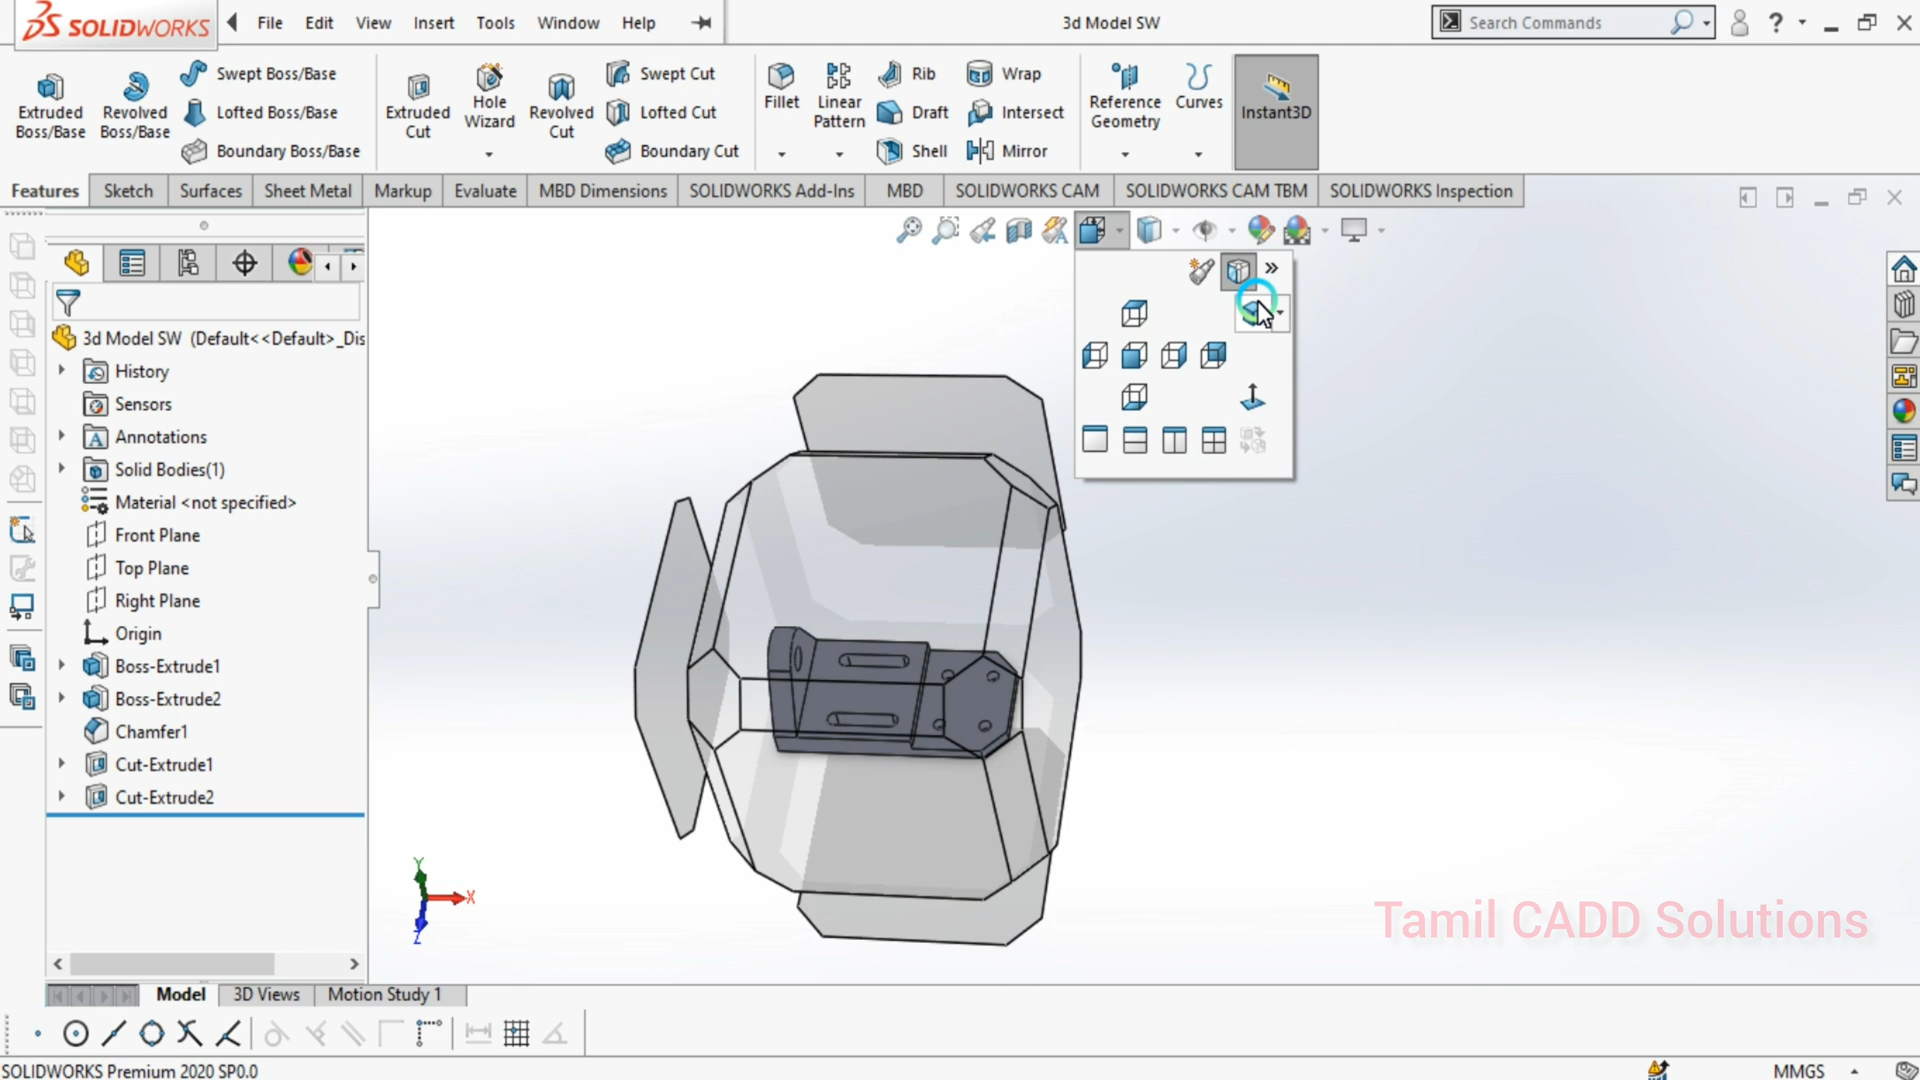 SOLIDWORKS File Edit View Insert Tools Window Help 3d Model SW Search Commands ?
Extruded Boss/Base
Revolved Boss/Base
Swept Boss/Base
Lofted Boss/Base
Boundary Boss/Base
Extruded Cut
Hole Wizard
Revolved Cut
Swept Cut
Lofted Cut
Boundary Cut
Fillet
Linear Pattern
Rib
Draft
Shell
Wrap
Intersect
Mirror
Reference Geometry
Curves
Instant3D
Features Sketch Surfaces Sheet Metal Markup Evaluate MBD Dimensions SOLIDWORKS Add-Ins MBD SOLIDWORKS CAM SOLIDWORKS CAM TBM SOLIDWORKS Inspection
3d Model SW (Default<<Default>_Dis
History
Sensors
Annotations
Solid Bodies(1)
Material <not specified>
Front Plane
Top Plane
Right Plane
Origin
Boss-Extrude1
Boss-Extrude2
Chamfer1
Cut-Extrude1
Cut-Extrude2
Y
X
Z
Tamil CADD Solutions
Model 3D Views Motion Study 1
SOLIDWORKS Premium 2020 SP0.0 MMGS